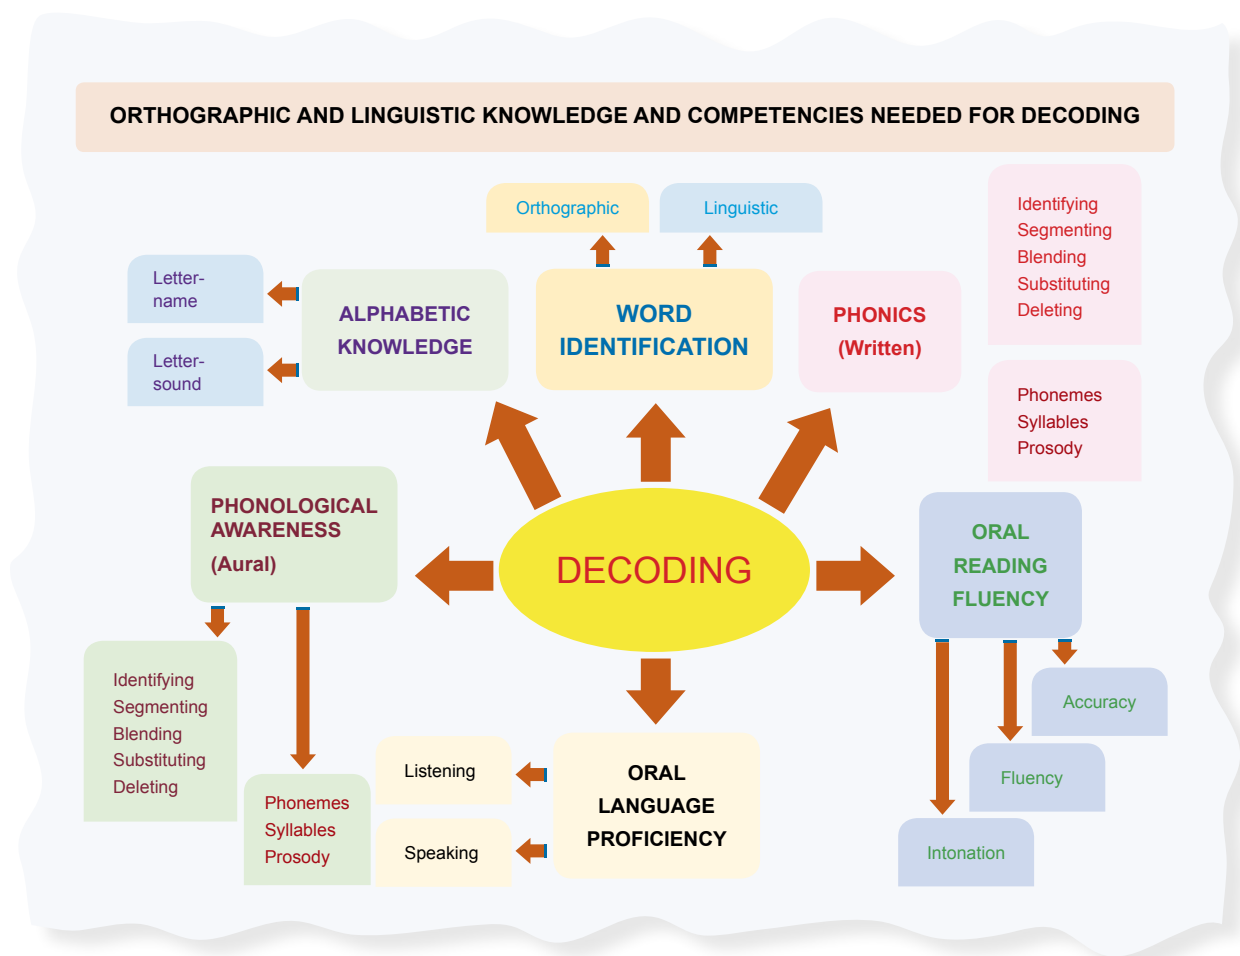 ORTHOGRAPHIC AND LINGUISTIC KNOWLEDGE AND COMPETENCIES NEEDED FOR DECODING
Orthographic
Linguistic
Letter-
name
Letter-
sound
ALPHABETIC
KNOWLEDGE
WORD
IDENTIFICATION
PHONICS
(Written)
Identifying
Segmenting
Blending
Substituting
Deleting
Phonemes
Syllables
Prosody
PHONOLOGICAL
AWARENESS
(Aural)
DECODING
ORAL
READING
FLUENCY
Identifying
Segmenting
Blending
Substituting
Deleting
Phonemes
Syllables
Prosody
Listening
Speaking
ORAL
LANGUAGE
PROFICIENCY
Accuracy
Fluency
Intonation